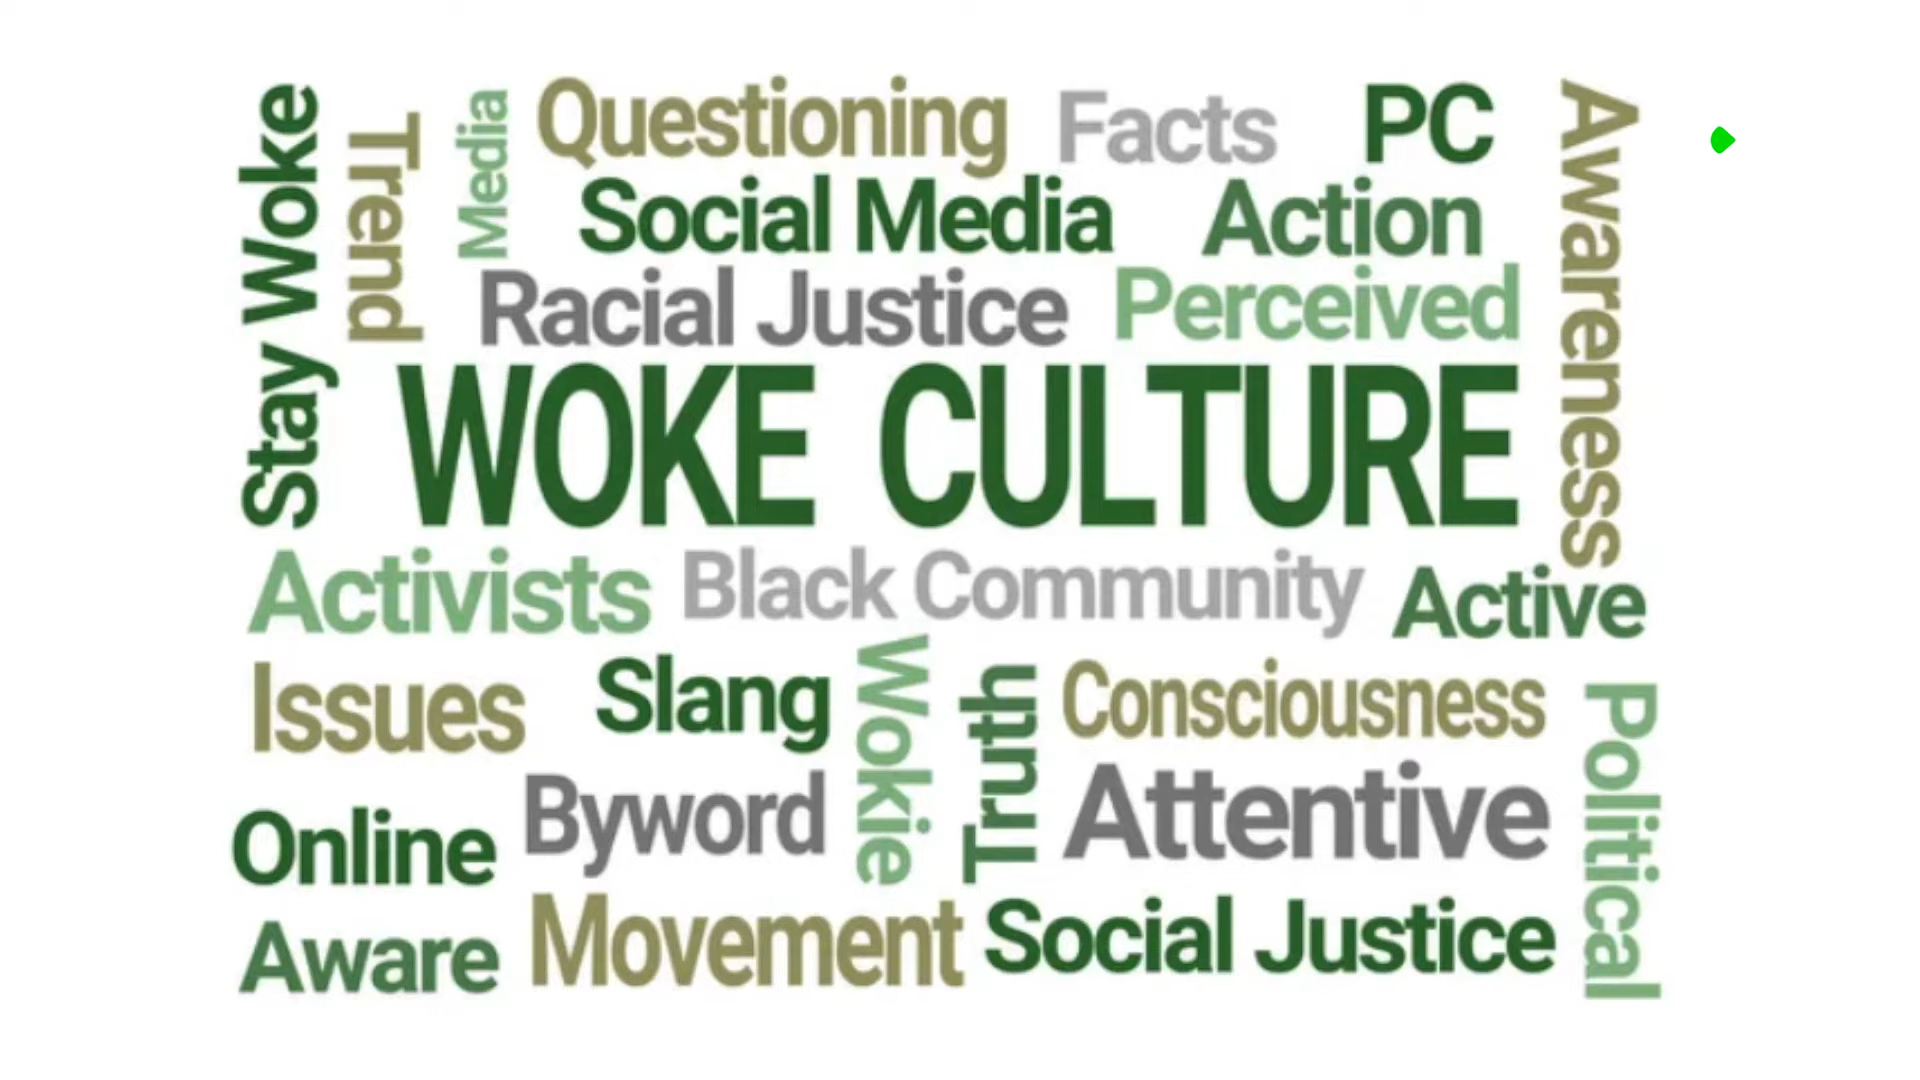 Stay Woke
Trend
Media
Questioning
Facts
PC
Awareness
Social Media
Action
Racial Justice
Perceived
WOKE CULTURE
Activists
Black Community
Active
Issues
Slang
Wokie
Truth
Consciousness
Political
Online
Byword
Attentive
Aware
Movement
Social Justice